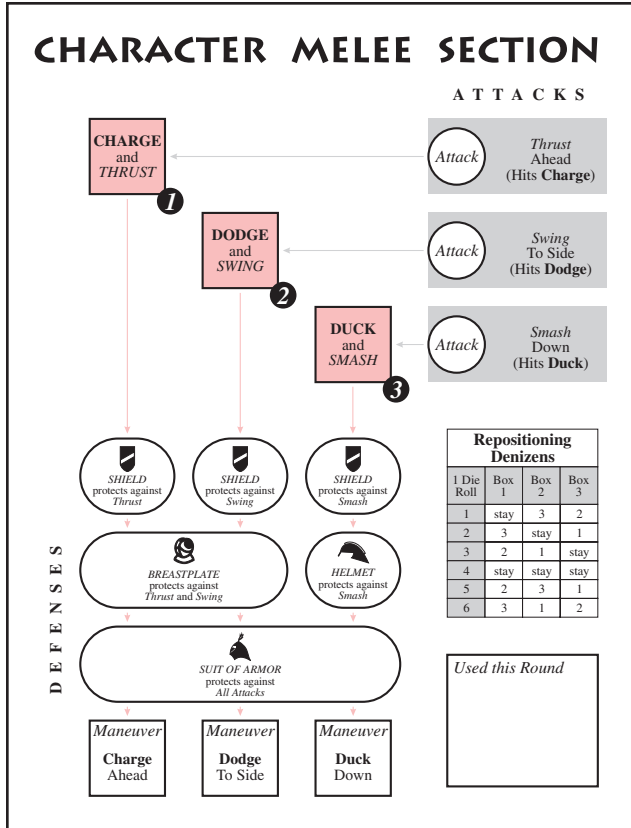 CHARACTER MELEE SECTION
ATTACKS
CHARGE
and
THRUST
1
Attack
Thrust
Ahead
(Hits Charge)
DODGE
and
SWING
2
Attack
Swing
To Side
(Hits Dodge)
DUCK
and
SMASH
3
Attack
Smash
Down
(Hits Duck)
DEFENSES
SHIELD
protects against
Thrust
SHIELD
protects against
Swing
SHIELD
protects against
Smash
BREASTPLATE
protects against
Thrust and Swing
HELMET
protects against
Smash
SUIT OF ARMOR
protects against
All Attacks
Maneuver
Charge
Ahead
Maneuver
Dodge
To Side
Maneuver
Duck
Down
Repositioning
Denizens
1 Die Roll Box 1 Box 2 Box 3
1 stay 3 2
2 3 stay 1
3 2 1 stay
4 stay stay stay
5 2 3 1
6 3 1 2
Used this Round